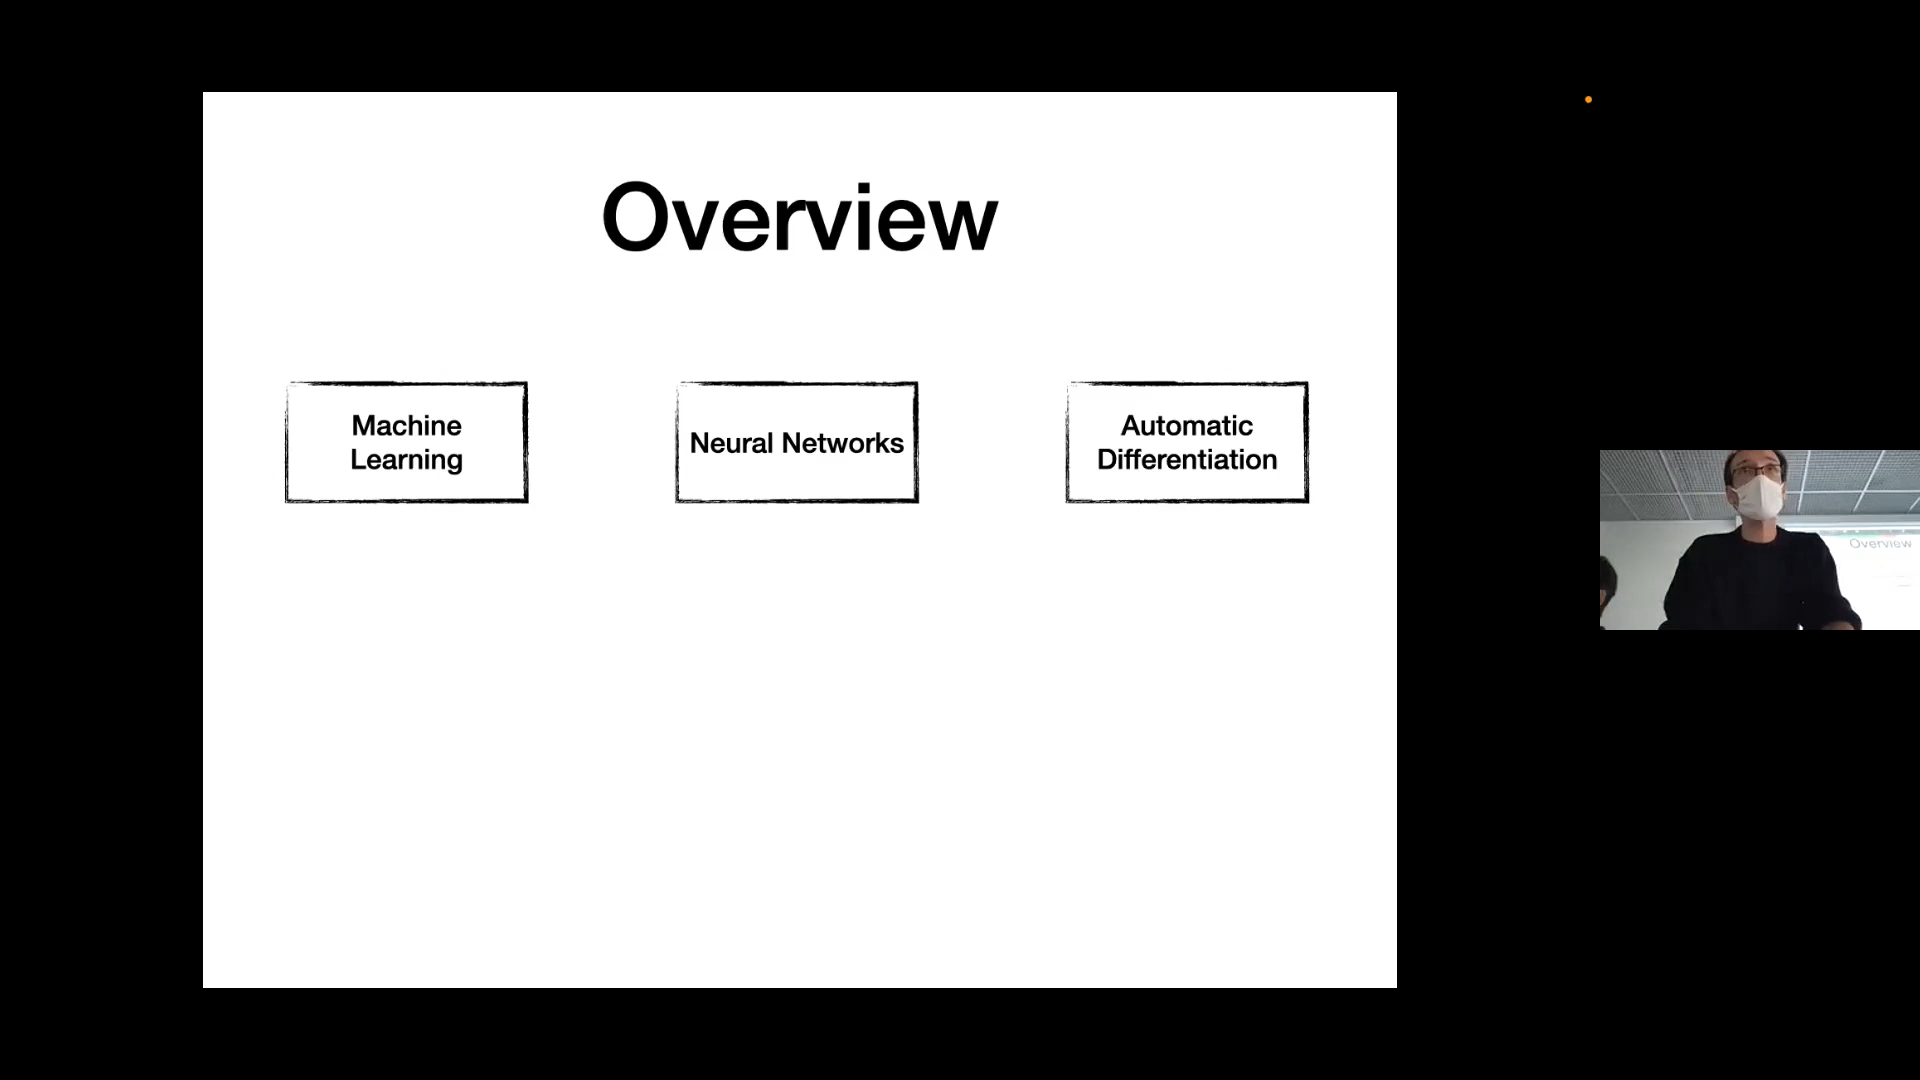 Overview
Machine
Learning
Neural Networks
Automatic
Differentiation
Overview